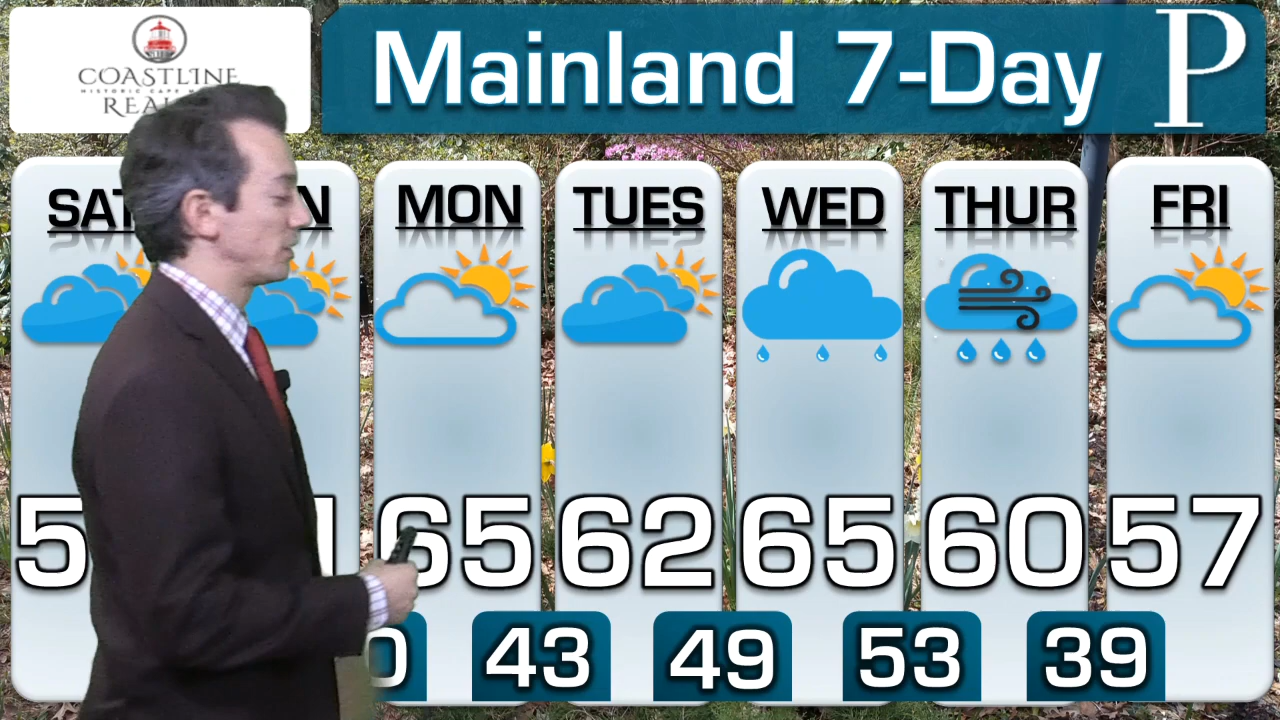 COASTLINE
Mainland 7-Day
P
MON TUES WED THUR FRI
65 62 65 60 57
43 49 53 39